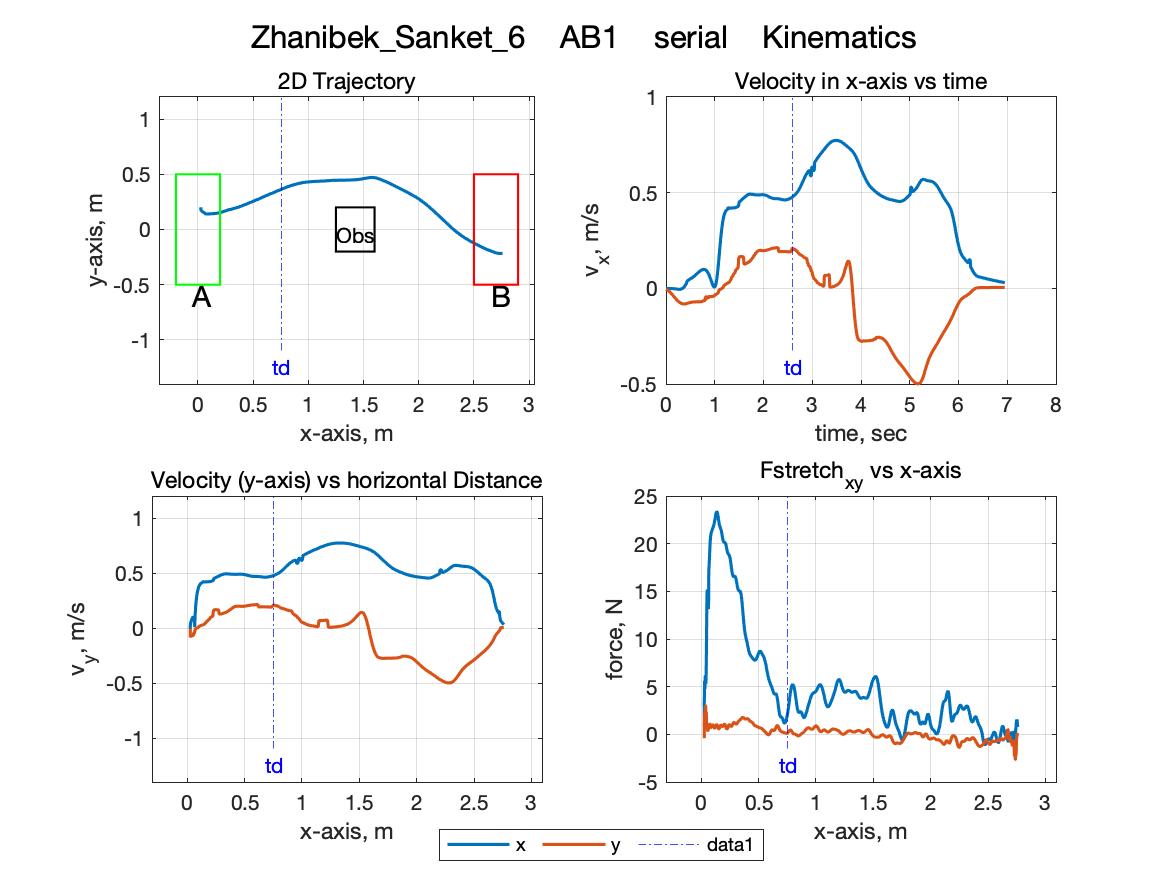 Zhanibek_Sanket_6 AB1 serial Kinematics
2D Trajectory
1
0.5
0
-0.5
-1
y-axis, m
A
Obs
B
td
0 0.5 1 1.5 2 2.5 3
x-axis, m
Velocity in x-axis vs time
1
0.5
0
-0.5
v_x, m/s
td
0 1 2 3 4 5 6 7 8
time, sec
Velocity (y-axis) vs horizontal Distance
1
0.5
0
-0.5
-1
v_y, m/s
td
0 0.5 1 1.5 2 2.5 3
x-axis, m
Fstretch_xy vs x-axis
25
20
15
10
5
0
-5
force, N
td
0 0.5 1 1.5 2 2.5 3
x-axis, m
x y data1